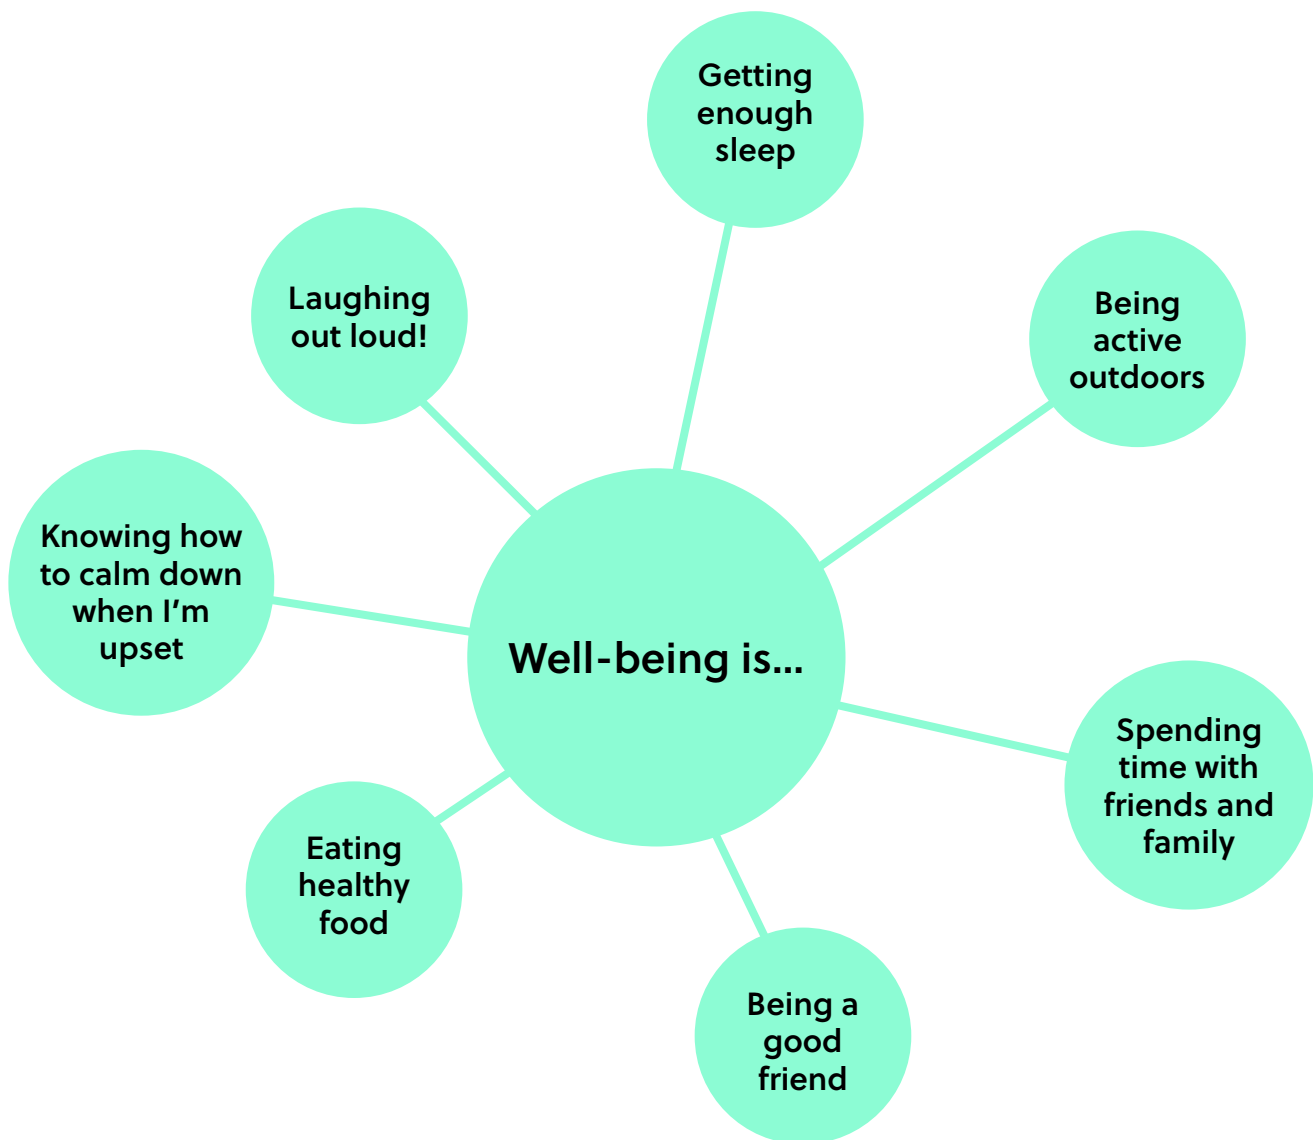 Getting
enough
sleep
Laughing
out loud!
Being
active
outdoors
Knowing how
to calm down
when I’m
upset
Well-being is...
Spending
time with
friends and
family
Eating
healthy
food
Being a
good
friend